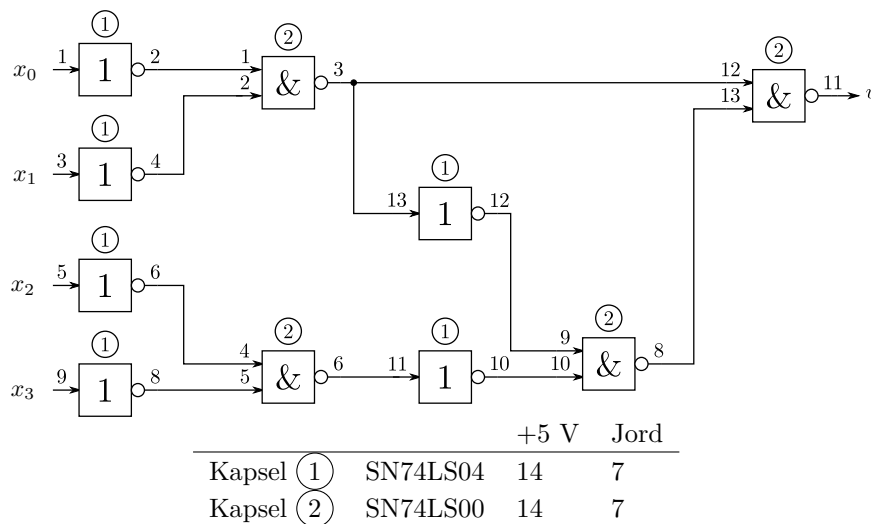 1 2
x0 1 1 2 1 2 & 3 12 13 2 & 11
1
x1 3 1 4
1
13 1 12
1
x2 5 1 6
2 1 2
1
x3 9 1 8 4 5 & 6 11 1 10 9 10 & 8
+5 V Jord
Kapsel 1 SN74LS04 14 7
Kapsel 2 SN74LS00 14 7